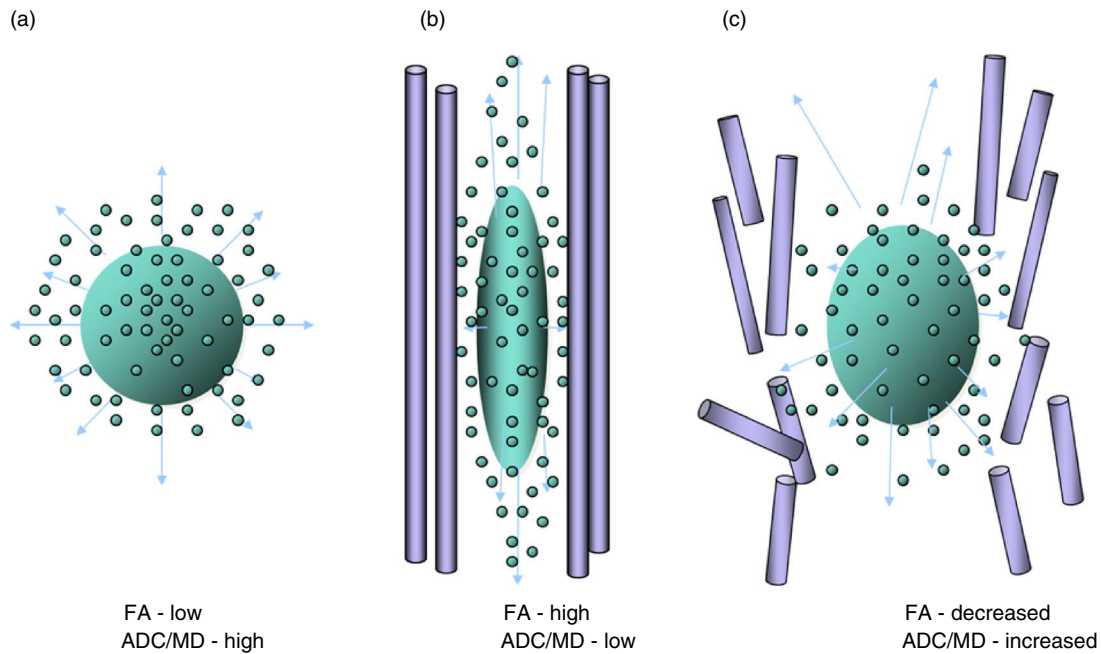 (a)
(b)
(c)
FA - low
ADC/MD - high
FA - high
ADC/MD - low
FA - decreased
ADC/MD - increased